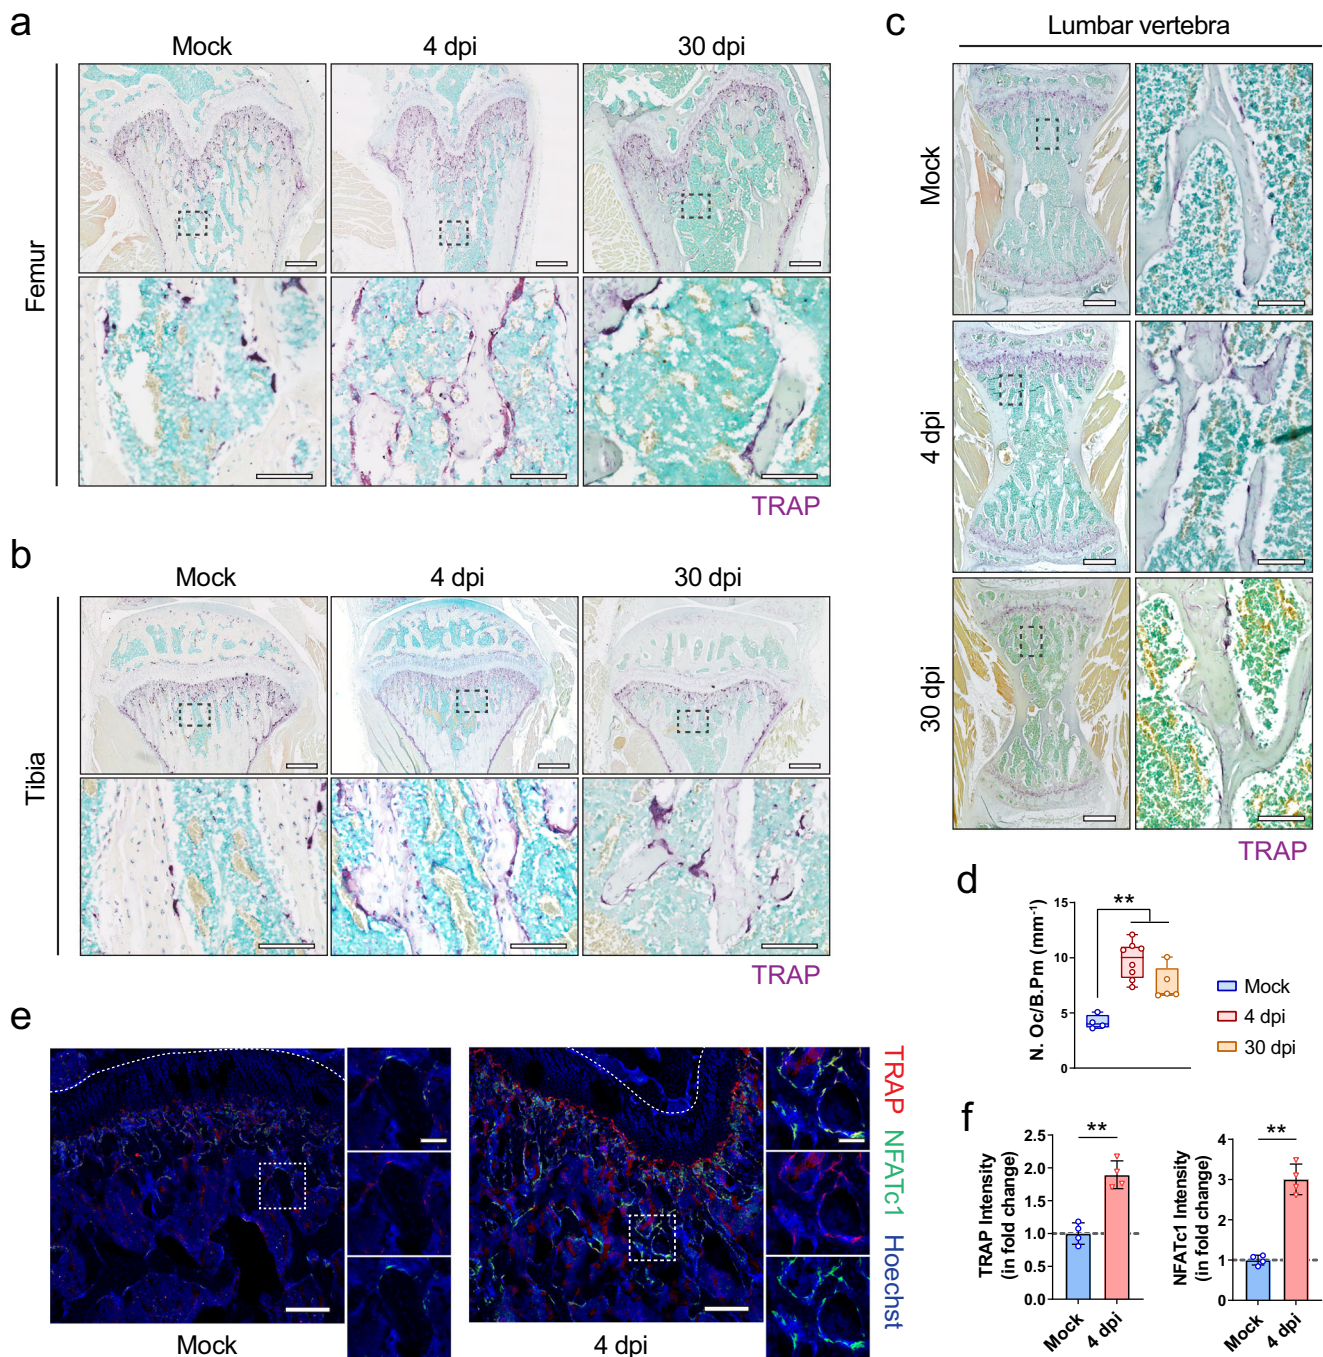 a
Mock 4 dpi 30 dpi
Femur
TRAP
b
Mock 4 dpi 30 dpi
Tibia
TRAP
c
Lumbar vertebra
Mock
4 dpi
30 dpi
TRAP
d
N. Oc/B.Pm (mm⁻¹)
15
10
5
0
**
Mock
4 dpi
30 dpi
e
Mock
4 dpi
TRAP NFATc1 Hoechst
f
TRAP Intensity
(in fold change)
2.5
2.0
1.5
1.0
0.5
0.0
**
Mock
4 dpi
NFATc1 Intensity
(in fold change)
4
3
2
1
0
**
Mock
4 dpi